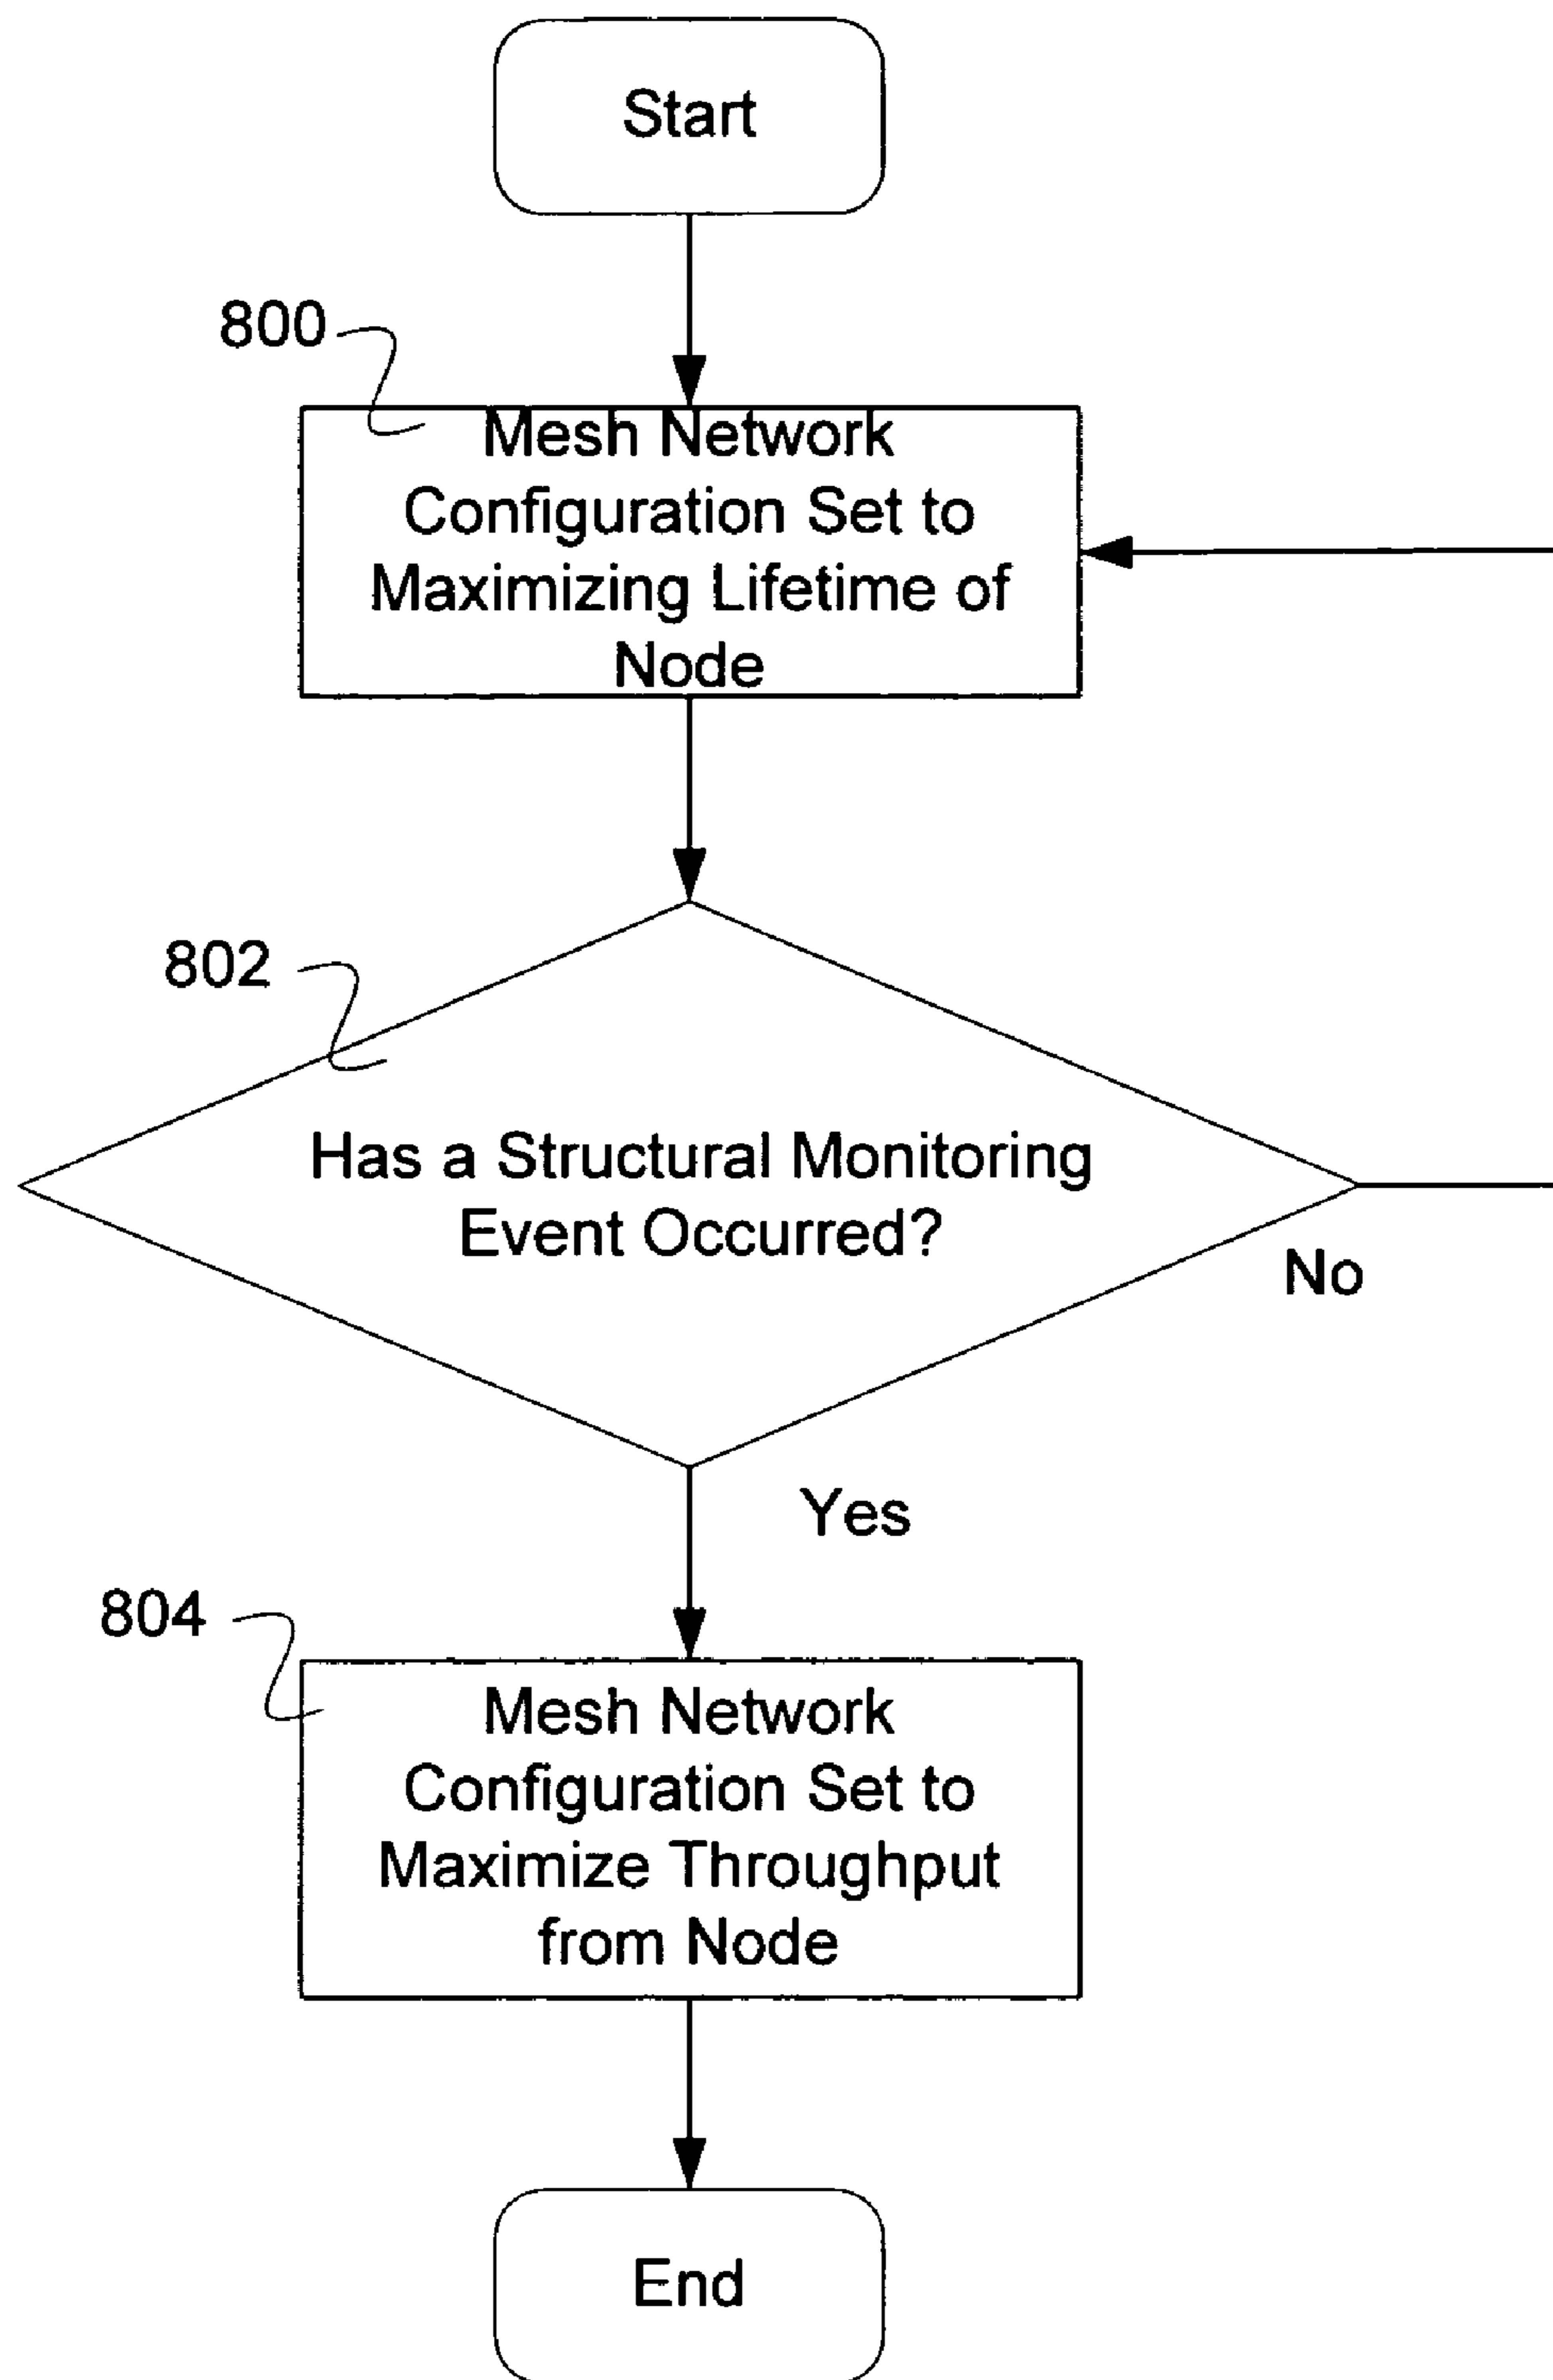 Start
800
Mesh Network
Configuration Set to
Maximizing Lifetime of
Node
802
Has a Structural Monitoring
Event Occurred?
No
Yes
804
Mesh Network
Configuration Set to
Maximize Throughput
from Node
End